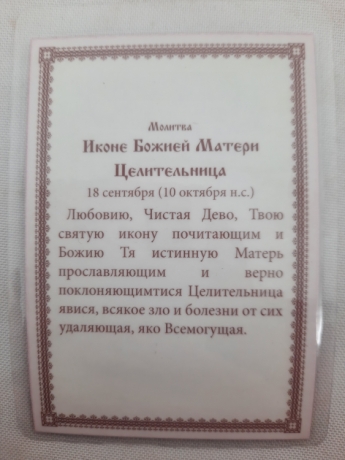 Молитва
Иконе Божией Матери
Целительница
18 сентября (10 октября н.с.)
Любовию, Чистая Дево, Твою
святую икону почитающим и
Божию Тя истинную Матерь
прославляющим и верно
поклоняющимтися Целительница
явися, всякое зло и болезни от сих
удаляющая, яко Всемогущая.